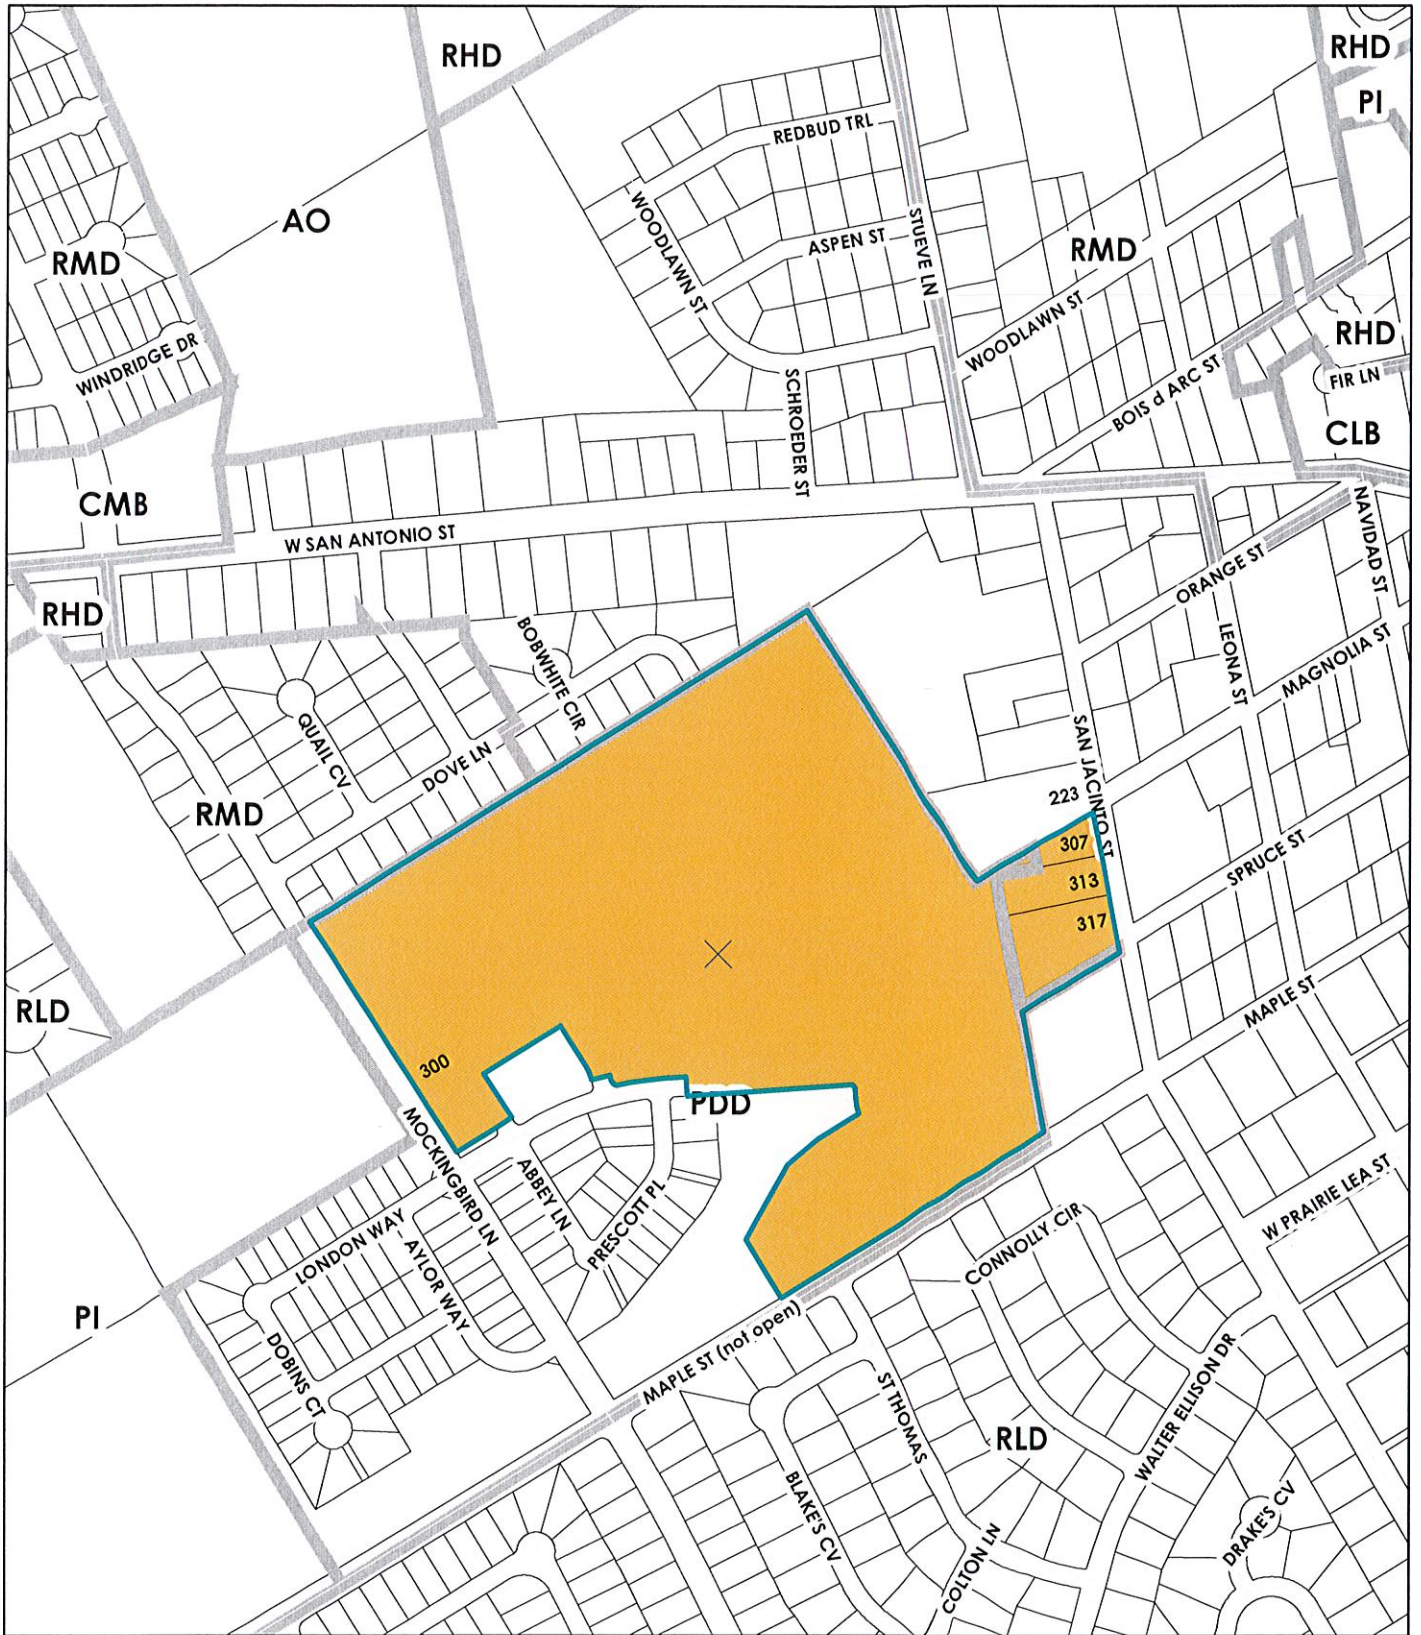 RHD
RHD
PI
REDBUD TRL
AO
WOODLAWN ST
ASPEN ST
STUEVE LN
RMD
RMD
WOODLAWN ST
RHD
WINDRIDGE DR
SCHROEDER ST
BOIS d ARC ST
FIR LN
CLB
CMB
NAVIDAD ST
W SAN ANTONIO ST
ORANGE ST
RHD
BOBWHITE CIR
LEONA ST
MAGNOLIA ST
QUAIL CV
DOVE LN
SAN JACINTO ST
RMD
223
307
SPRUCE ST
313
317
RLD
MAPLE ST
300
PDD
MOCKINGBIRD LN
ABBEY LN
PRESCOTT PL
W PRAIRIE LEA ST
LONDON WAY
AYLOR WAY
CONNOLLY CIR
PI
DOBINS CT
MAPLE ST (not open)
ST THOMAS
WALTER ELLISON DR
RLD
BLAKE'S CV
DRAKE'S CV
COLTON LN